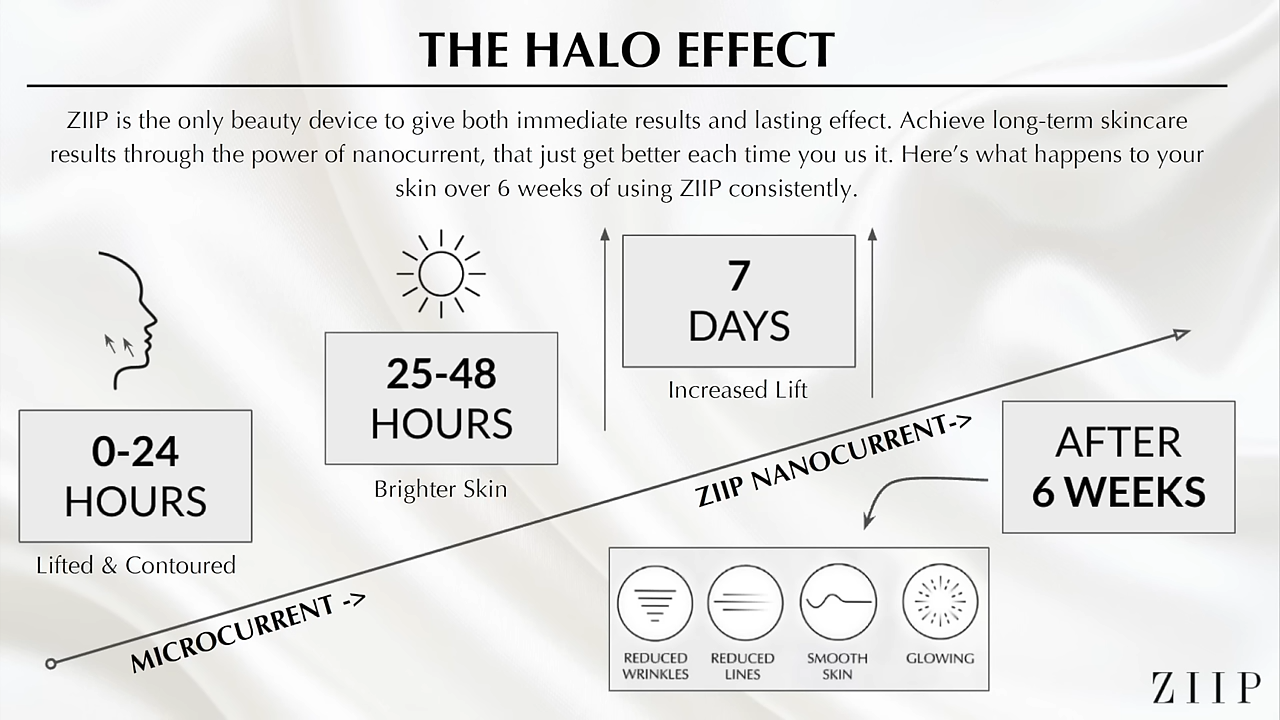 THE HALO EFFECT
ZIIP is the only beauty device to give both immediate results and lasting effect. Achieve long-term skincare
results through the power of nanocurrent, that just get better each time you us it. Here's what happens to your
skin over 6 weeks of using ZIIP consistently.
0-24
HOURS
Lifted & Contoured
25-48
HOURS
Brighter Skin
7
DAYS
Increased Lift
MICROCURRENT ->
ZIIP NANOCURRENT->
AFTER
6 WEEKS
REDUCED
WRINKLES
REDUCED
LINES
SMOOTH
SKIN
GLOWING
ZIIP